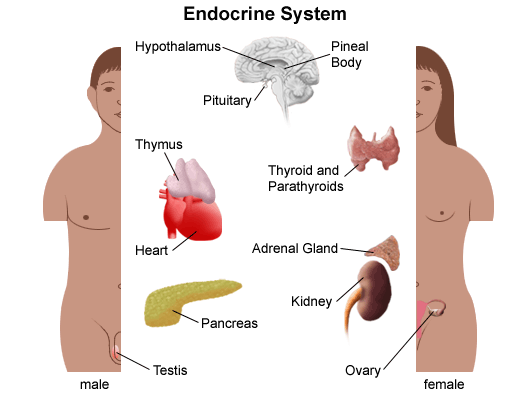 Endocrine System
Hypothalamus
Pineal
Body
Pituitary
Thymus
Thyroid and
Parathyroids
Heart
Adrenal Gland
Kidney
Pancreas
Testis
Ovary
male
female